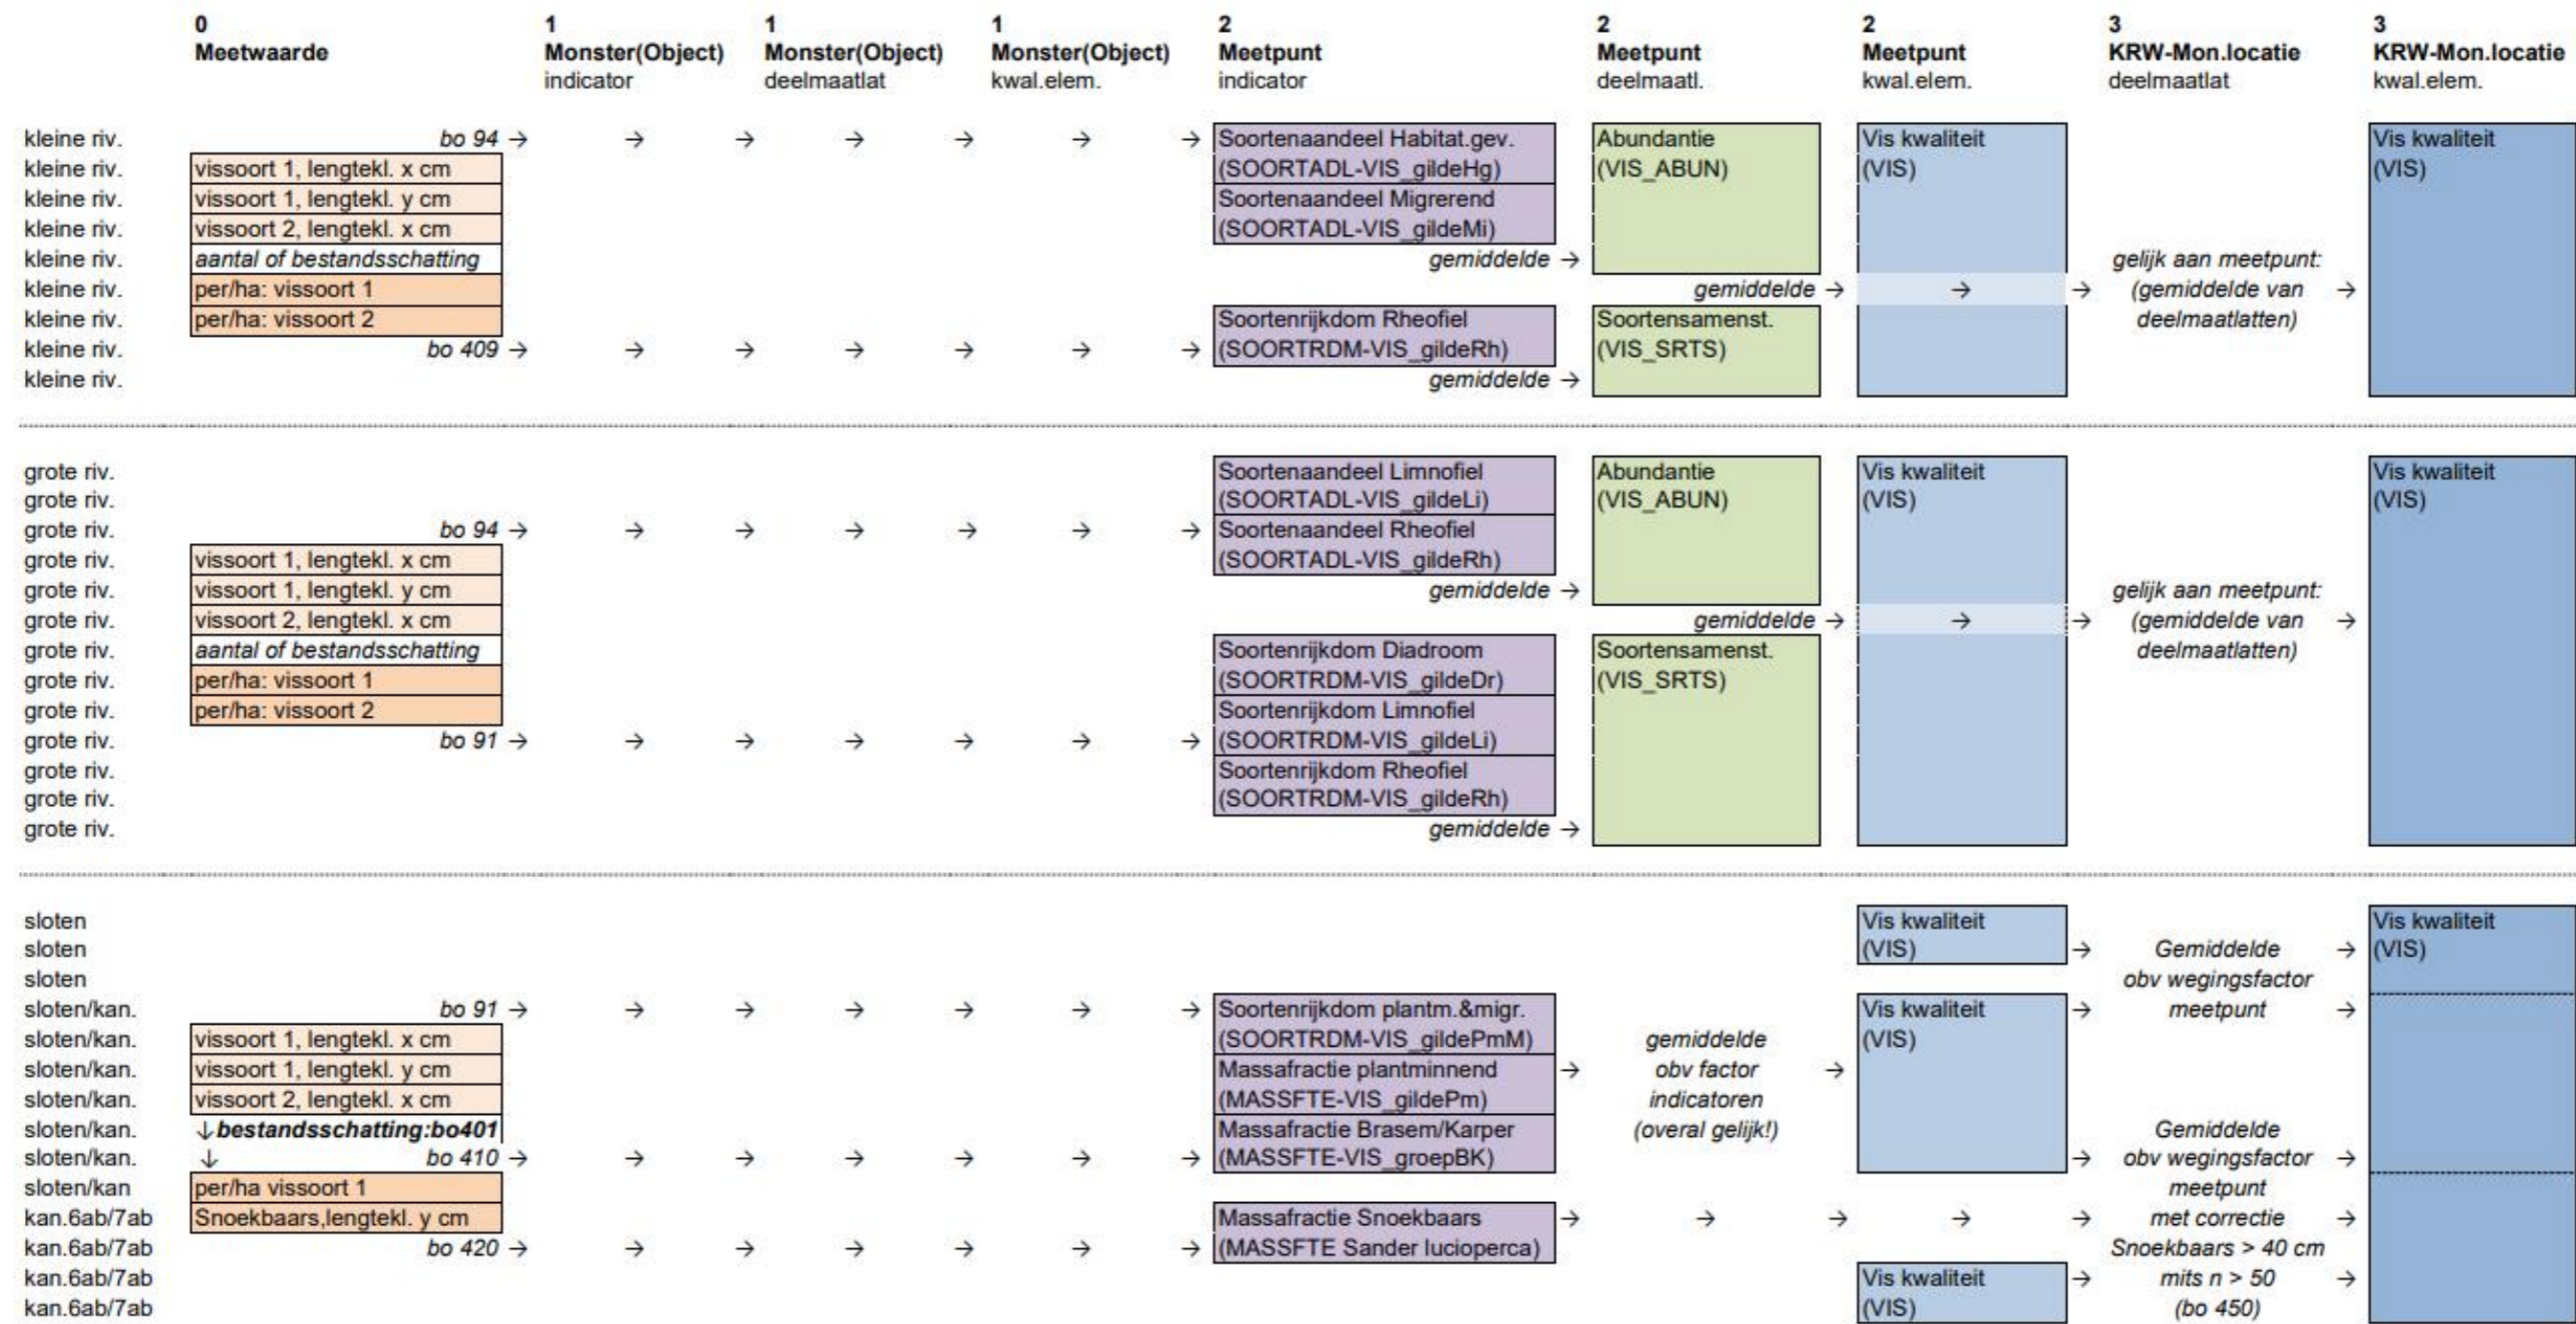 0 1 1 1 2 2 2 3 3
Meetwaarde Monster(Object) Monster(Object) Monster(Object) Meetpunt Meetpunt Meetpunt KRW-Mon.locatie KRW-Mon.locatie
indicator deelmaatlat kwal.elem. indicator deelmaatl. kwal.elem. deelmaatlat kwal.elem.
kleine riv. bo 94 → → → → → → → Soortenaandeel Habitat.gev. Abundantie Vis kwaliteit Vis kwaliteit
kleine riv. vissoort 1, lengtekl. x cm (SOORTADL-VIS_gildeHg) (VIS_ABUN) (VIS) (VIS)
kleine riv. vissoort 1, lengtekl. y cm Soortenaandeel Migrerend
kleine riv. vissoort 2, lengtekl. x cm (SOORTADL-VIS_gildeMi)
kleine riv. aantal of bestandsschatting gemiddelde → gelijk aan meetpunt:
kleine riv. per/ha: vissoort 1 gemiddelde → → → (gemiddelde van →
kleine riv. per/ha: vissoort 2 Soortenrijkdom Rheofiel Soortensamenst. deelmaatlatten)
kleine riv. bo 409 → → → → → → → (SOORTRDM-VIS_gildeRh) (VIS_SRTS)
kleine riv. gemiddelde →
grote riv. Soortenaandeel Limnofiel Abundantie Vis kwaliteit Vis kwaliteit
grote riv. (SOORTADL-VIS_gildeLi) (VIS_ABUN) (VIS) (VIS)
grote riv. bo 94 → → → → → → → Soortenaandeel Rheofiel
grote riv. vissoort 1, lengtekl. x cm (SOORTADL-VIS_gildeRh)
grote riv. vissoort 1, lengtekl. y cm gemiddelde → gelijk aan meetpunt:
grote riv. vissoort 2, lengtekl. x cm gemiddelde → → → (gemiddelde van →
grote riv. aantal of bestandsschatting Soortenrijkdom Diadroom Soortensamenst. deelmaatlatten)
grote riv. per/ha: vissoort 1 (SOORTRDM-VIS_gildeDr) (VIS_SRTS)
grote riv. per/ha: vissoort 2 Soortenrijkdom Limnofiel
grote riv. bo 91 → → → → → → → (SOORTRDM-VIS_gildeLi)
grote riv. Soortenrijkdom Rheofiel
grote riv. (SOORTRDM-VIS_gildeRh)
grote riv. gemiddelde →
sloten Vis kwaliteit Vis kwaliteit
sloten (VIS) → Gemiddelde → (VIS)
sloten obv wegingsfactor
sloten/kan. bo 91 → → → → → → → Soortenrijkdom plantm.&migr. Vis kwaliteit → meetpunt →
sloten/kan. vissoort 1, lengtekl. x cm (SOORTRDM-VIS_gildePmM) gemiddelde (VIS)
sloten/kan. vissoort 1, lengtekl. y cm Massafractie plantminnend → obv factor →
sloten/kan. vissoort 2, lengtekl. x cm (MASSFTE-VIS_gildePm) indicatoren
sloten/kan. ↓bestandsschatting:bo401 Massafractie Brasem/Karper (overal gelijk!) Gemiddelde
sloten/kan. ↓ bo 410 → → → → → → → (MASSFTE-VIS_groepBK) → obv wegingsfactor →
sloten/kan per/ha vissoort 1 meetpunt
kan.6ab/7ab Snoekbaars,lengtekl. y cm Massafractie Snoekbaars → → → → → met correctie →
kan.6ab/7ab bo 420 → → → → → → → (MASSFTE Sander lucioperca) Snoekbaars > 40 cm
kan.6ab/7ab Vis kwaliteit → mits n > 50 →
kan.6ab/7ab (VIS) (bo 450)